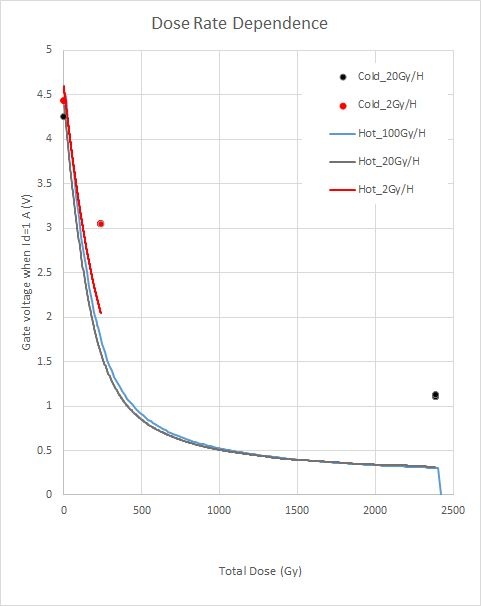 Dose Rate Dependence
Gate voltage when Id=1 A (V)
5
4.5
4
3.5
3
2.5
2
1.5
1
0.5
0
Cold_20Gy/H
Cold_2Gy/H
Hot_100Gy/H
Hot_20Gy/H
Hot_2Gy/H
0 500 1000 1500 2000 2500
Total Dose (Gy)